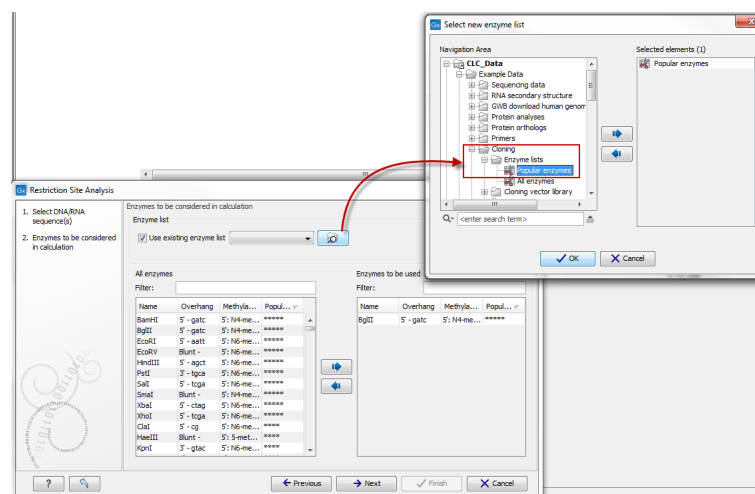 Select new enzyme list
Navigation Area
CLC_Data
Example Data
Sequencing data
RNA secondary structure
GWB download human genom
Protein analyses
Protein orthologs
Primers
Cloning
Enzyme lists
Popular enzymes
All enzymes
Cloning vector library
<enter search term>
Selected elements (1)
Popular enzymes
OK Cancel
Restriction Site Analysis
1. Select DNA/RNA
sequence(s)
2. Enzymes to be considered
in calculation
Enzymes to be considered in calculation
Enzyme list
Use existing enzyme list
All enzymes
Filter:
Name Overhang Methyla... Popul...
BamHI 5' - gatc 5': N4-me... *****
BglII 5' - gatc 5': N4-me... *****
EcoRI 5' - aatt 5': N6-me... *****
EcoRV Blunt - 5': N6-me... *****
HindIII 5' - agct 5': N6-me... *****
PstI 3' - tgca 5': N6-me... *****
SalI 5' - tcga 5': N6-me... *****
SmaI Blunt - 5': N4-me... *****
XbaI 5' - ctag 5': N6-me... *****
XhoI 5' - tcga 5': N6-me... *****
ClaI 5' - cg 5': N6-me... ****
HaeIII Blunt - 5': 5-met... ****
KpnI 3' - gtac 5': N6-me... ****
Enzymes to be used
Filter:
Name Overhang Methyla... Popul...
BglII 5' - gatc 5': N4-me... *****
? Previous Next Finish Cancel